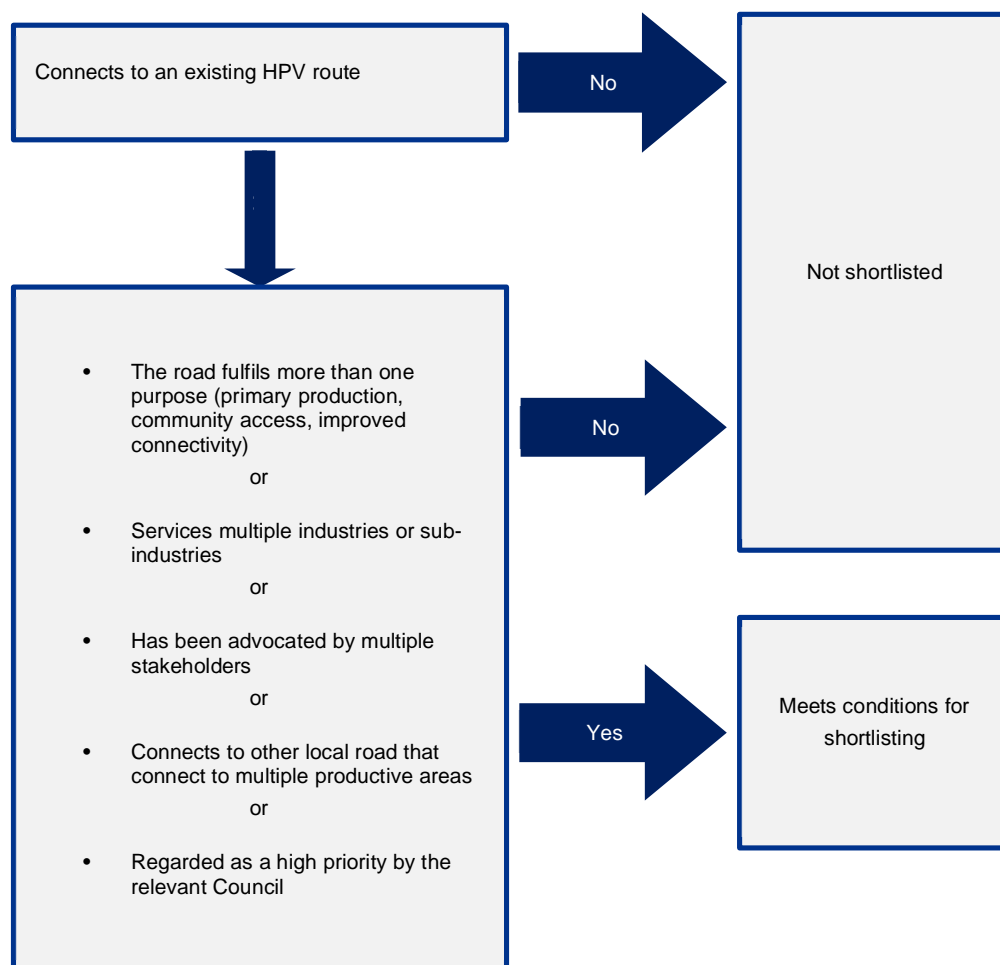 Connects to an existing HPV route
No
Not shortlisted
• The road fulfils more than one
purpose (primary production,
community access, improved
connectivity)
or
• Services multiple industries or sub-
industries
or
• Has been advocated by multiple
stakeholders
or
• Connects to other local road that
connect to multiple productive areas
or
• Regarded as a high priority by the
relevant Council
No
Yes
Meets conditions for
shortlisting